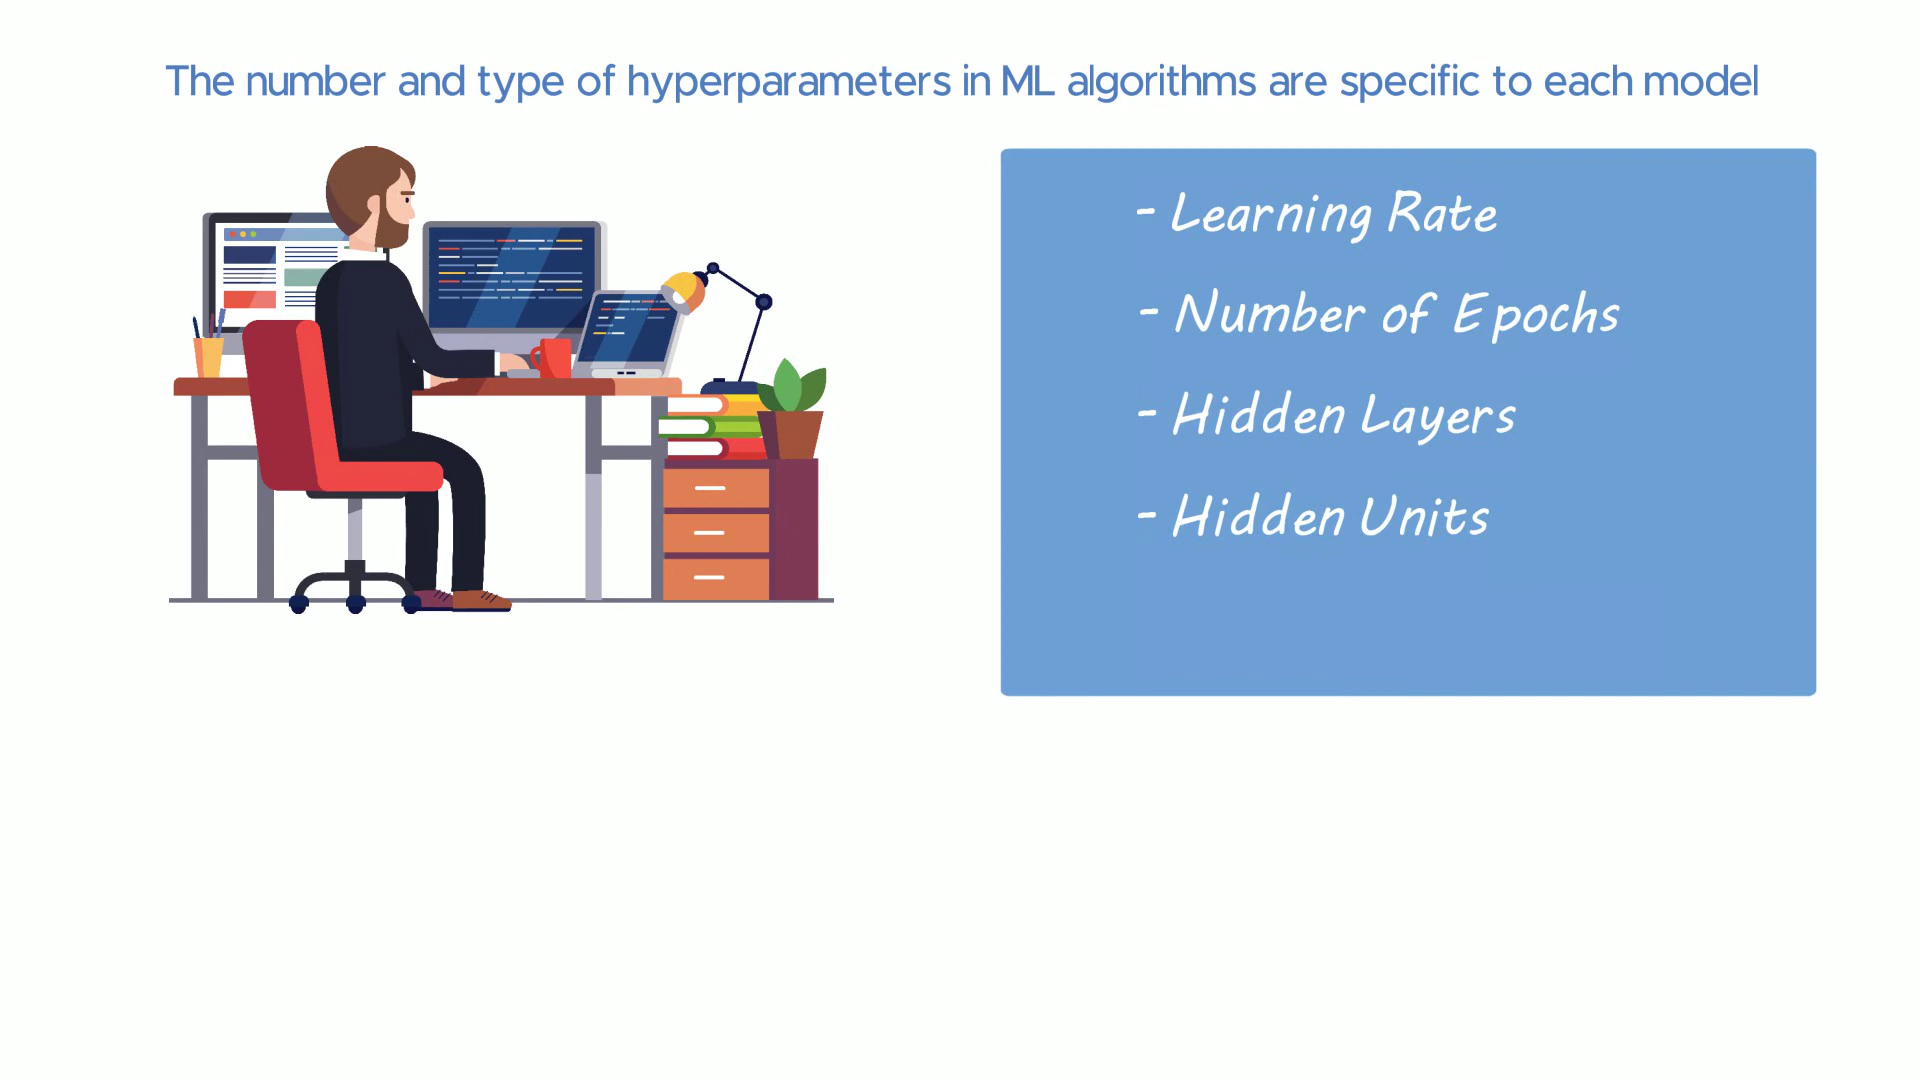 The number and type of hyperparameters in ML algorithms are specific to each model
- Learning Rate
- Number of Epochs
- Hidden Layers
- Hidden Units